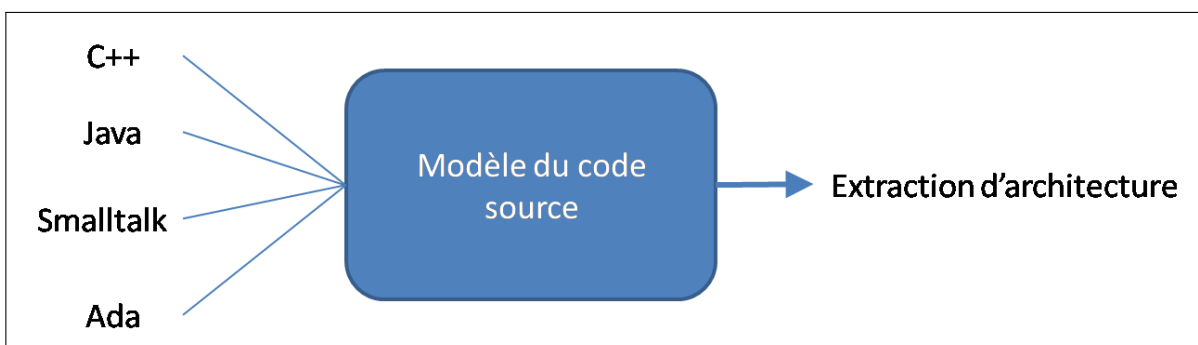 C++
Java
Smalltalk
Ada
Modèle du code
source
Extraction d’architecture